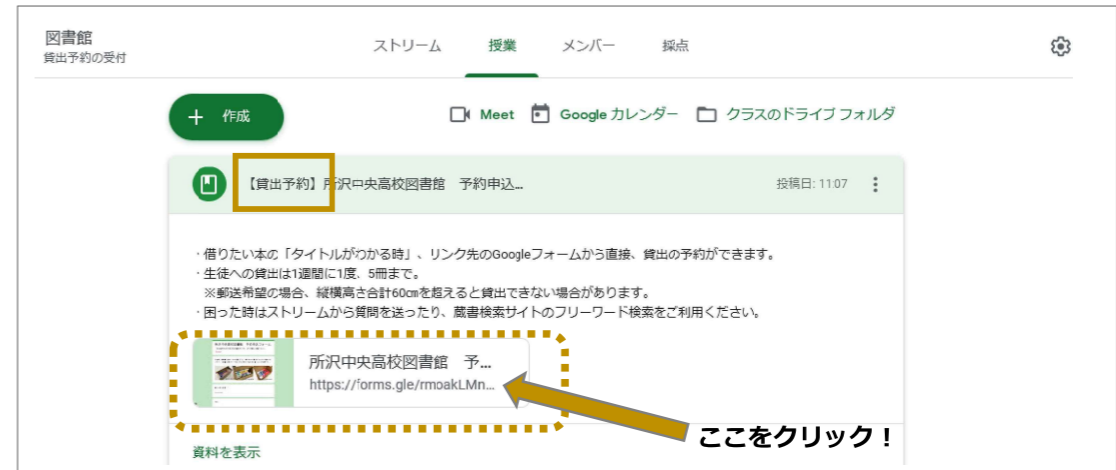 図書館
貸出予約の受付
ストリーム 授業 メンバー 採点
+ 作成
Meet Google カレンダー クラスのドライブ フォルダ
【貸出予約】所沢中央高校図書館 予約申込…
投稿日: 11:07
・借りたい本の「タイトルがわかる時」、リンク先のGoogleフォームから直接、貸出の予約ができます。
・生徒への貸出は1週間に1度、5冊まで。
※郵送希望の場合、縦横高さ合計60㎝を超えると貸出できない場合があります。
・困った時はストリームから質問を送ったり、蔵書検索サイトのフリーワード検索をご利用ください。
所沢中央高校図書館 予…
https://forms.gle/rmoakLMn…
ここをクリック！
資料を表示